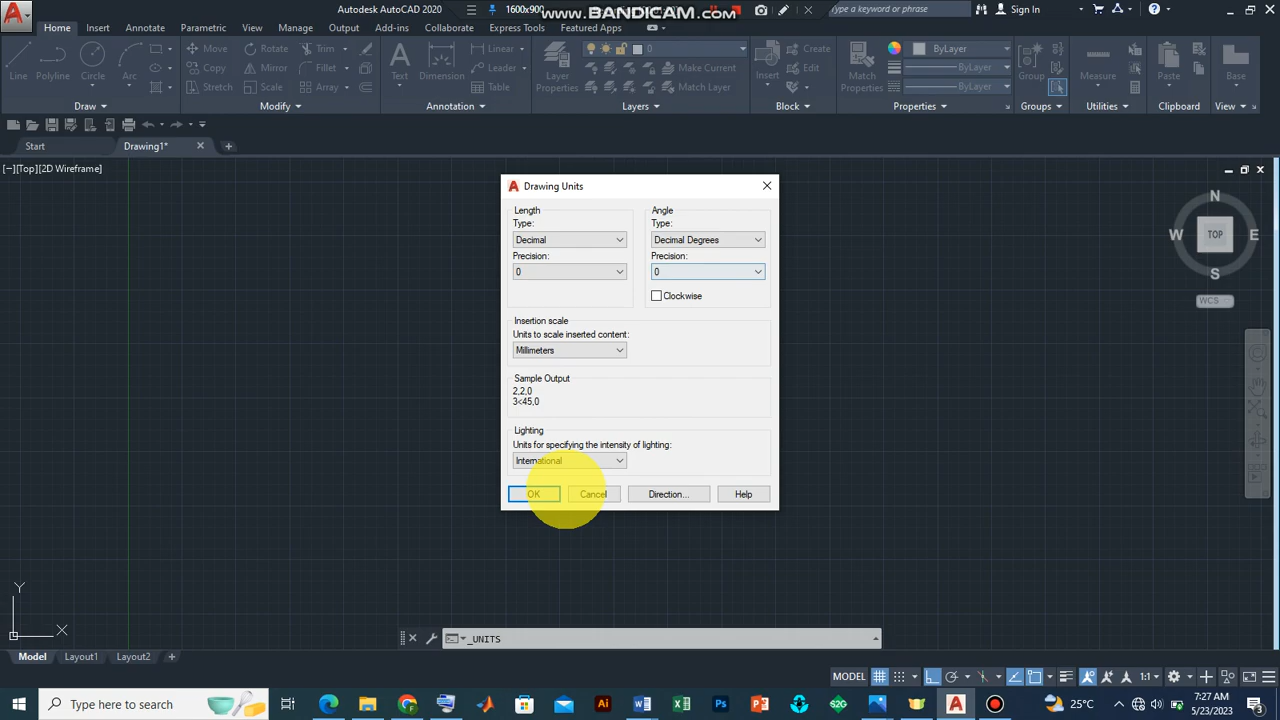 Autodesk AutoCAD 2020
1600x900
www.BANDICAM.com
Type a keyword or phrase
Sign In
Home
Insert
Annotate
Parametric
View
Manage
Output
Add-ins
Collaborate
Express Tools
Featured Apps
Line
Polyline
Circle
Arc
Move
Rotate
Trim
Copy
Mirror
Fillet
Stretch
Scale
Array
Text
Dimension
Linear
Leader
Table
Layer
Properties
0
Make Current
Match Layer
Insert
Create
Edit
Match
Properties
ByLayer
ByLayer
ByLayer
Group
Measure
Paste
Base
Draw
Modify
Annotation
Layers
Block
Properties
Groups
Utilities
Clipboard
View
Start
Drawing1*
[−][Top][2D Wireframe]
Drawing Units
Length
Type:
Decimal
Precision:
0
Angle
Type:
Decimal Degrees
Precision:
0
Clockwise
Insertion scale
Units to scale inserted content:
Millimeters
Sample Output
2,2,0
3<45,0
Lighting
Units for specifying the intensity of lighting:
International
OK
Cancel
Direction...
Help
N
W
TOP
E
S
WCS
Y
X
_UNITS
Model
Layout1
Layout2
MODEL
1:1
Type here to search
25°C
7:27 AM
5/23/2023